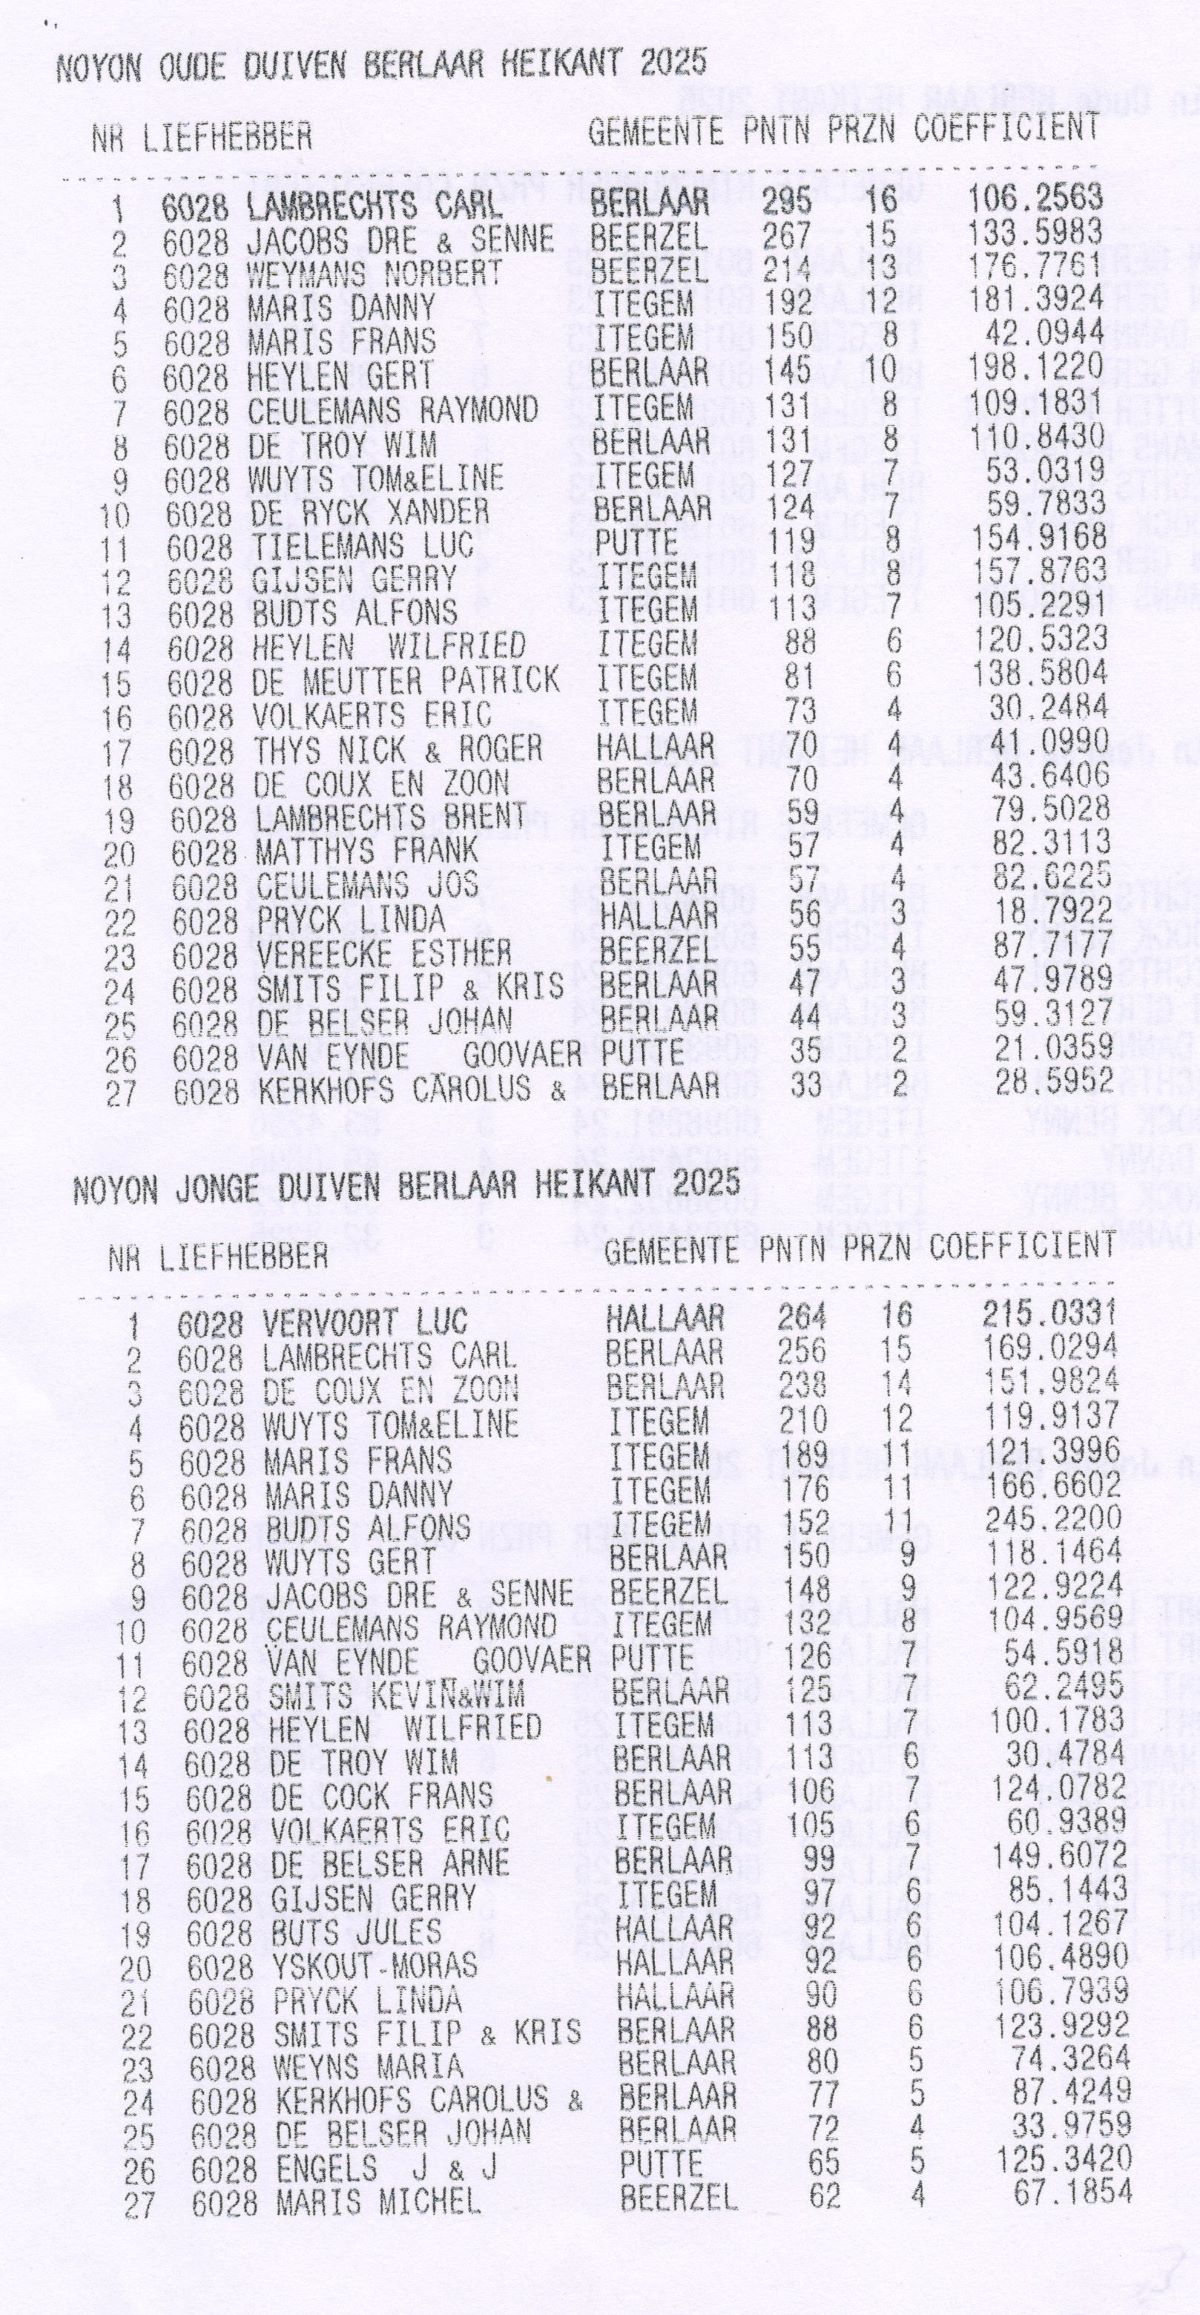 NOYON OUDE DUIVEN BERLAAR HEIKANT 2025
NR LIEFHEBBER GEMEENTE PNTN PRZN COEFFICIENT
1 6028 LAMBRECHTS CARL BERLAAR 295 16 106.2563
2 6028 JACOBS DRE & SENNE BEERZEL 267 15 133.5983
3 6028 WEYMANS NORBERT BEERZEL 214 13 176.7761
4 6028 MARIS DANNY ITEGEM 192 12 181.3924
5 6028 MARIS FRANS ITEGEM 150 8 42.0944
6 6028 HEYLEN GERT BERLAAR 145 10 198.1220
7 6028 CEULEMANS RAYMOND ITEGEM 131 8 109.1831
8 6028 DE TROY WIM BERLAAR 131 8 110.8430
9 6028 WUYTS TOM&ELINE ITEGEM 127 7 53.0319
10 6028 DE RYCK XANDER BERLAAR 124 7 59.7833
11 6028 TIELEMANS LUC PUTTE 119 8 154.9168
12 6028 GIJSEN GERRY ITEGEM 118 8 157.8763
13 6028 BUDTS ALFONS ITEGEM 113 7 105.2291
14 6028 HEYLEN WILFRIED ITEGEM 88 6 120.5323
15 6028 DE MEUTTER PATRICK ITEGEM 81 6 138.5804
16 6028 VOLKAERTS ERIC ITEGEM 73 4 30.2484
17 6028 THYS NICK & ROGER HALLAAR 70 4 41.0990
18 6028 DE COUX EN ZOON BERLAAR 70 4 43.6406
19 6028 LAMBRECHTS BRENT BERLAAR 59 4 79.5028
20 6028 MATTHYS FRANK ITEGEM 57 4 82.3113
21 6028 CEULEMANS JOS BERLAAR 57 4 82.6225
22 6028 PRYCK LINDA HALLAAR 56 3 18.7922
23 6028 VEREECKE ESTHER BEERZEL 55 4 87.7177
24 6028 SMITS FILIP & KRIS BERLAAR 47 3 47.9789
25 6028 DE BELSER JOHAN BERLAAR 44 3 59.3127
26 6028 VAN EYNDE GOOVAER PUTTE 35 2 21.0359
27 6028 KERKHOFS CAROLUS & BERLAAR 33 2 28.5952
NOYON JONGE DUIVEN BERLAAR HEIKANT 2025
NR LIEFHEBBER GEMEENTE PNTN PRZN COEFFICIENT
1 6028 VERVOORT LUC HALLAAR 264 16 215.0331
2 6028 LAMBRECHTS CARL BERLAAR 256 15 169.0294
3 6028 DE COUX EN ZOON BERLAAR 238 14 151.9824
4 6028 WUYTS TOM&ELINE ITEGEM 210 12 119.9137
5 6028 MARIS FRANS ITEGEM 189 11 121.3996
6 6028 MARIS DANNY ITEGEM 176 11 166.6602
7 6028 BUDTS ALFONS ITEGEM 152 11 245.2200
8 6028 WUYTS GERT BERLAAR 150 9 118.1464
9 6028 JACOBS DRE & SENNE BEERZEL 148 9 122.9224
10 6028 CEULEMANS RAYMOND ITEGEM 132 8 104.9569
11 6028 VAN EYNDE GOOVAER PUTTE 126 7 54.5918
12 6028 SMITS KEVIN&WIM BERLAAR 125 7 62.2495
13 6028 HEYLEN WILFRIED ITEGEM 113 7 100.1783
14 6028 DE TROY WIM BERLAAR 113 6 30.4784
15 6028 DE COCK FRANS BERLAAR 106 7 124.0782
16 6028 VOLKAERTS ERIC ITEGEM 105 6 60.9389
17 6028 DE BELSER ARNE BERLAAR 99 7 149.6072
18 6028 GIJSEN GERRY ITEGEM 97 6 85.1443
19 6028 BUTS JULES HALLAAR 92 6 104.1267
20 6028 YSKOUT-MORAS HALLAAR 92 6 106.4890
21 6028 PRYCK LINDA HALLAAR 90 6 106.7939
22 6028 SMITS FILIP & KRIS BERLAAR 88 6 123.9292
23 6028 WEYNS MARIA BERLAAR 80 5 74.3264
24 6028 KERKHOFS CAROLUS & BERLAAR 77 5 87.4249
25 6028 DE BELSER JOHAN BERLAAR 72 4 33.9759
26 6028 ENGELS J & J PUTTE 65 5 125.3420
27 6028 MARIS MICHEL BEERZEL 62 4 67.1854